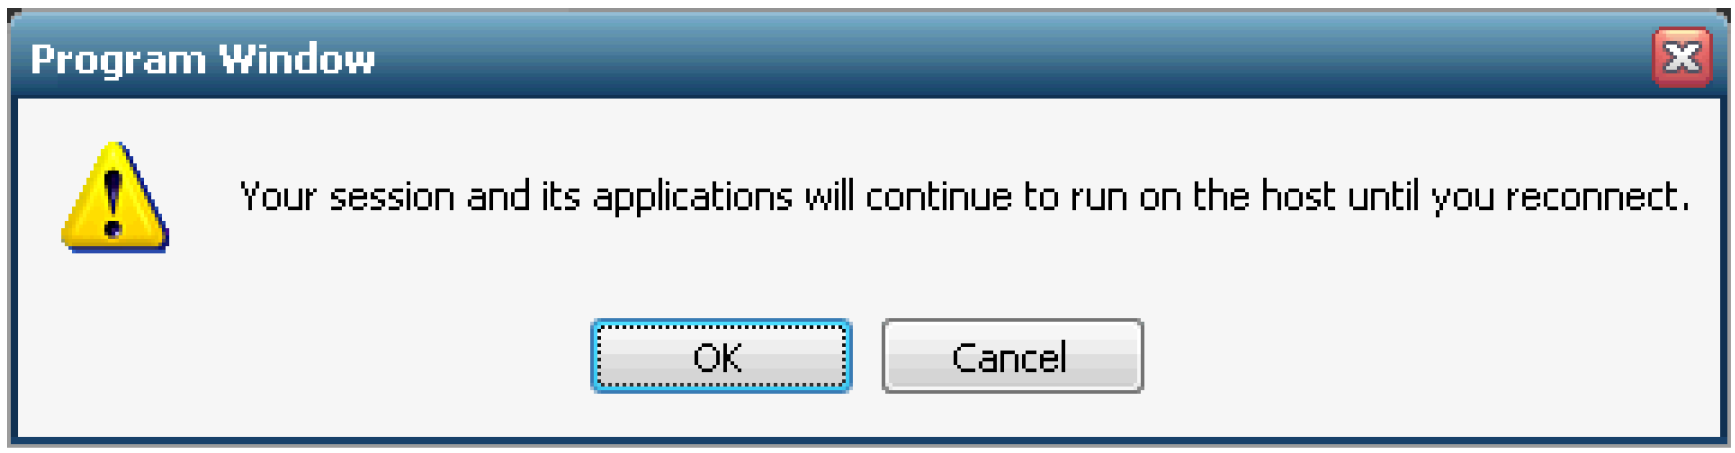 Program Window
Your session and its applications will continue to run on the host until you reconnect.
OK
Cancel